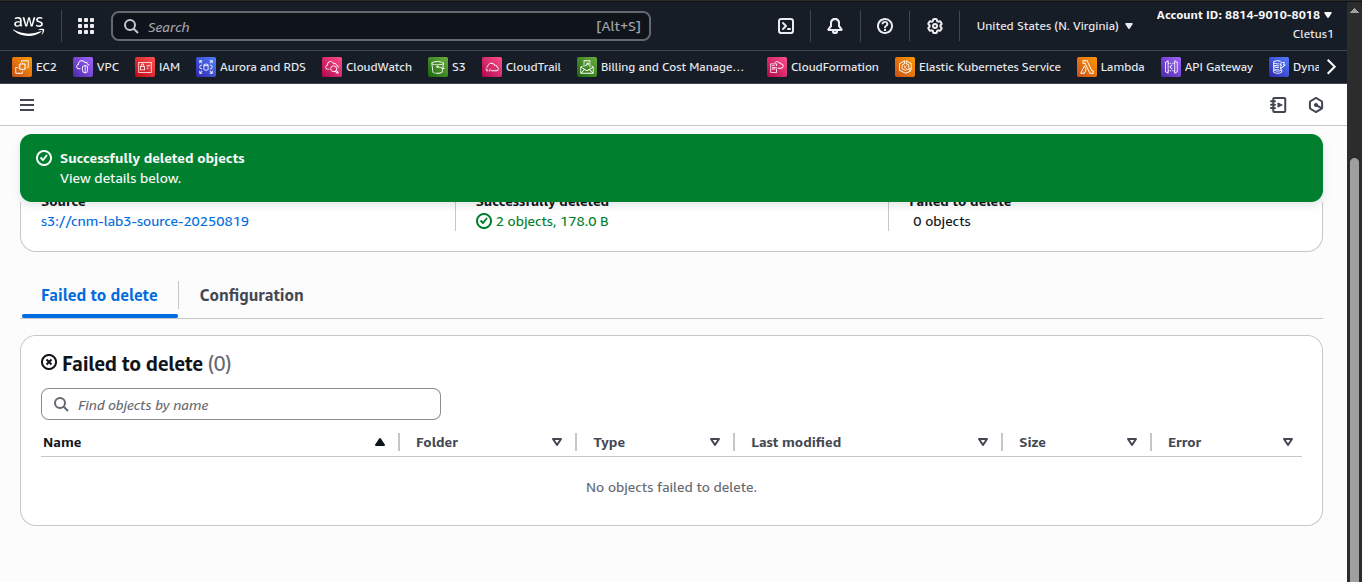 aws
Search [Alt+S]
United States (N. Virginia)
Account ID: 8814-9010-8018
Cletus1
EC2 VPC IAM Aurora and RDS CloudWatch S3 CloudTrail Billing and Cost Manage... CloudFormation Elastic Kubernetes Service Lambda API Gateway Dyna
Successfully deleted objects
View details below.
Source Successfully deleted Failed to delete
s3://cnm-lab3-source-20250819 2 objects, 178.0 B 0 objects
Failed to delete Configuration
Failed to delete (0)
Find objects by name
Name Folder Type Last modified Size Error
No objects failed to delete.